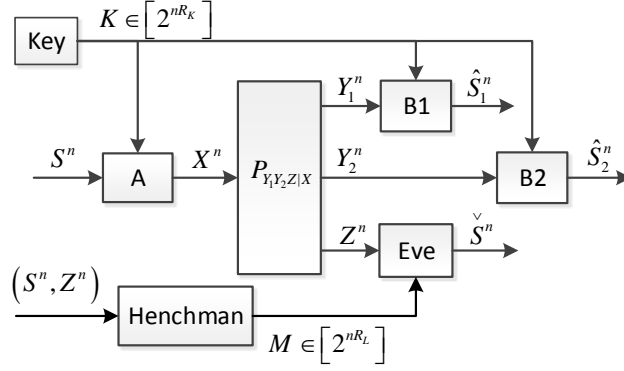 K ∈ [2^{nR_K}]
Key
Y_1^n
B1
Ŝ_1^n
S^n
A
X^n
P_{Y_1Y_2Z|X}
Y_2^n
B2
Ŝ_2^n
Z^n
Eve
Š^n
(S^n, Z^n)
Henchman
M ∈ [2^{nR_L}]